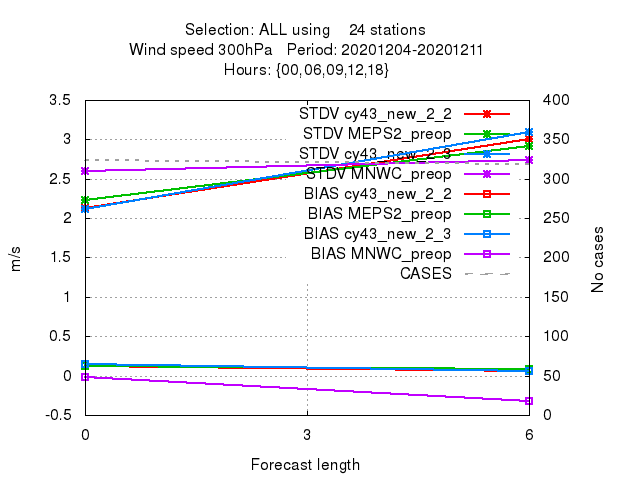 Selection: ALL using 24 stations
Wind speed 300hPa Period: 20201204-20201211
Hours: {00,06,09,12,18}
3.5
3
2.5
2
1.5
1
0.5
0
-0.5
m/s
STDV cy43_new_2_2
STDV MEPS2_preop
STDV cy43_new_2_3
STDV MNWC_preop
BIAS cy43_new_2_2
BIAS MEPS2_preop
BIAS cy43_new_2_3
BIAS MNWC_preop
CASES
400
350
300
250
200
150
100
50
0
No cases
0 3 6
Forecast length